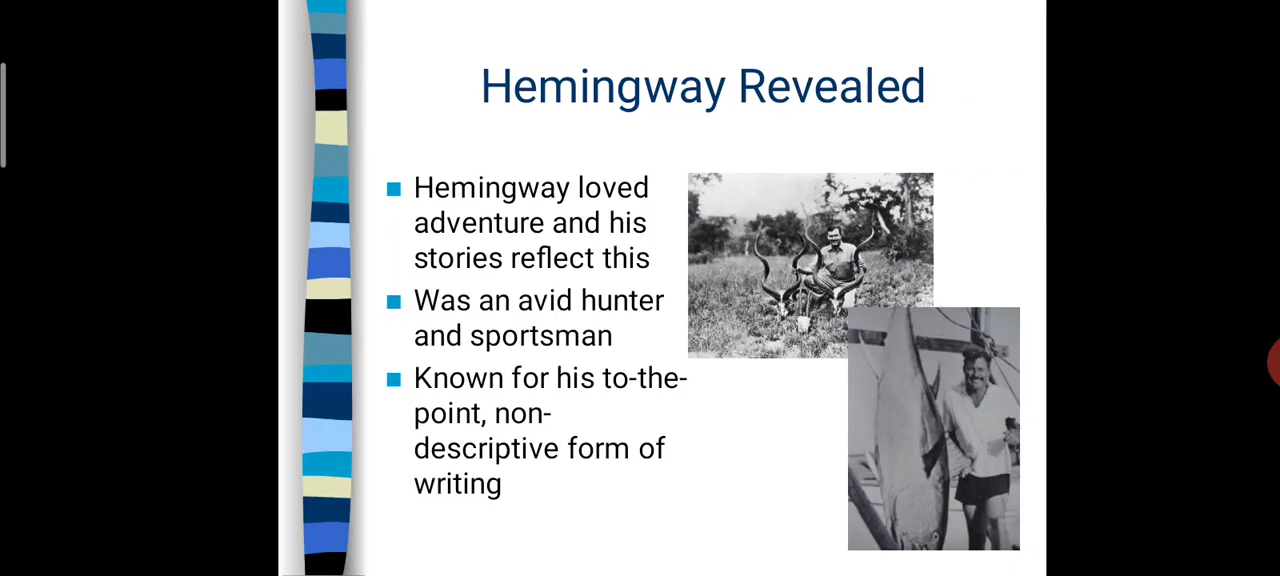 Hemingway Revealed
Hemingway loved
adventure and his
stories reflect this
Was an avid hunter
and sportsman
Known for his to-the-
point, non-
descriptive form of
writing